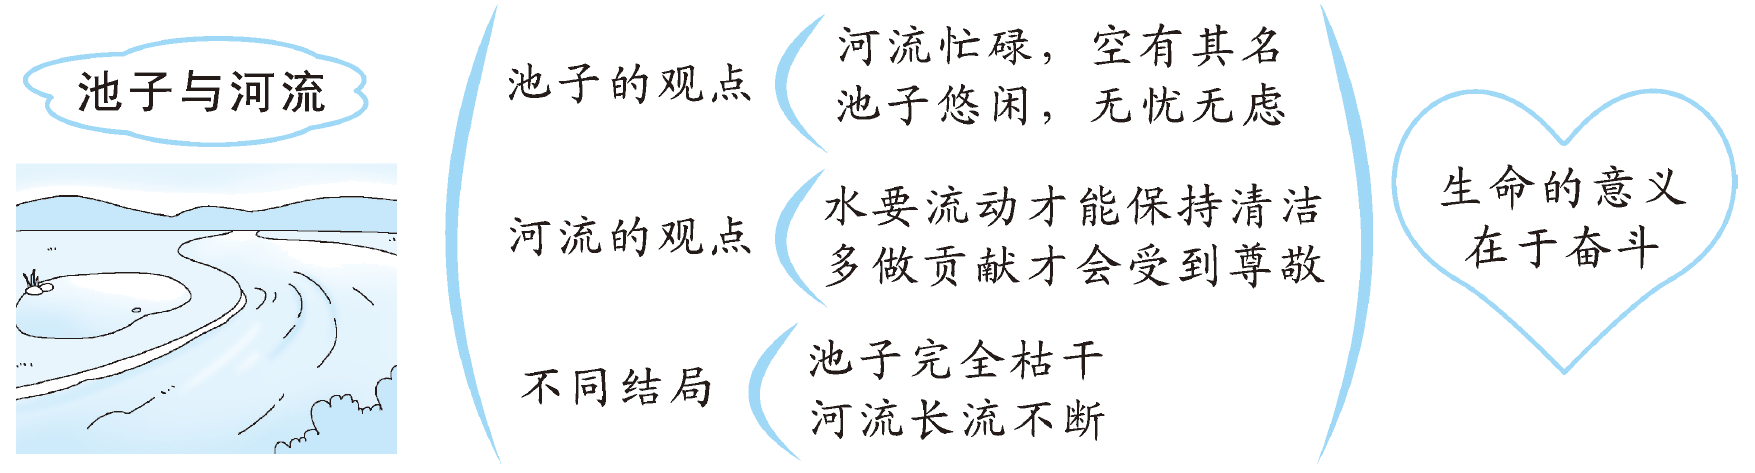 池子与河流
池子的观点
河流忙碌，空有其名
池子悠闲，无忧无虑
河流的观点
水要流动才能保持清洁
多做贡献才会受到尊敬
不同结局
池子完全枯干
河流长流不断
生命的意义
在于奋斗